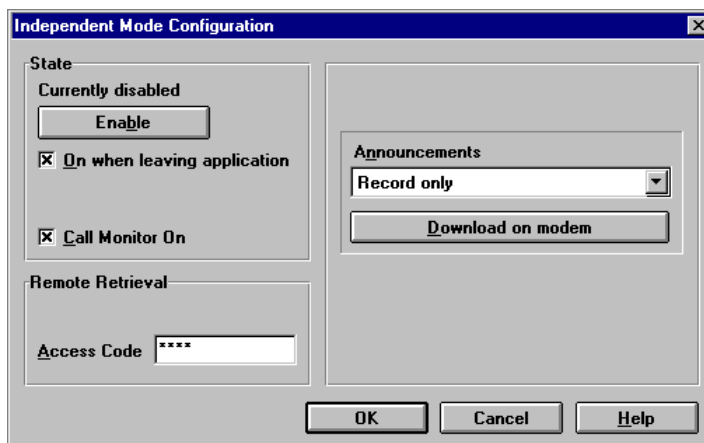 Independent Mode Configuration
State
Currently disabled
Enable
On when leaving application
Call Monitor On
Remote Retrieval
Access Code ****
Announcements
Record only
Download on modem
OK Cancel Help